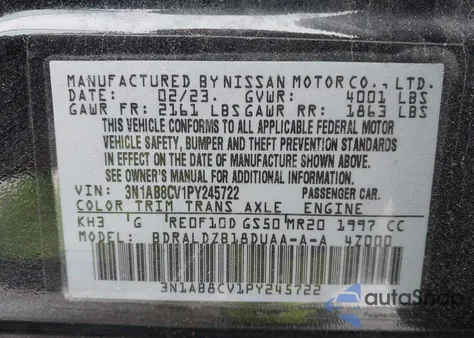 MANUFACTURED BY NISSAN MOTOR CO., LTD.
DATE: 02/23. GVWR: 4001 LBS
GAWR FR: 2161 LBS GAWR RR: 1863 LBS
THIS VEHICLE CONFORMS TO ALL APPLICABLE FEDERAL MOTOR
VEHICLE SAFETY, BUMPER, AND THEFT PREVENTION STANDARDS
IN EFFECT ON THE DATE OF MANUFACTURE SHOWN ABOVE. SEE
OWNER'S MANUAL FOR ADDITIONAL INFORMATION.
VIN: 3N1AB8CV1PY245722 PASSENGER CAR.
COLOR TRIM TRANS AXLE ENGINE
KH3 G RE0F10D GS50 MR20 1997 CC
MODEL: BDRALDZB18DUAA-A-A 4Z000
3N1AB8CV1PY245722
autoSnap